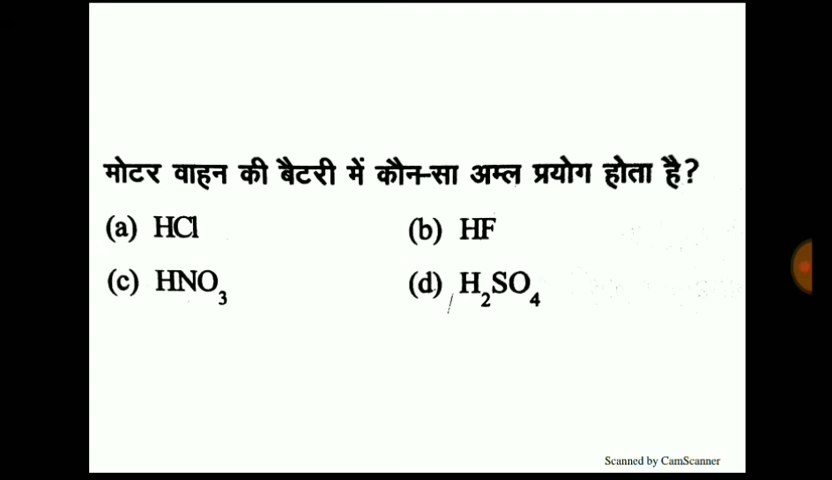 मोटर वाहन की बैटरी में कौन-सा अम्ल प्रयोग होता है?
(a) HCl (b) HF
(c) HNO₃ (d) H₂SO₄
Scanned by CamScanner